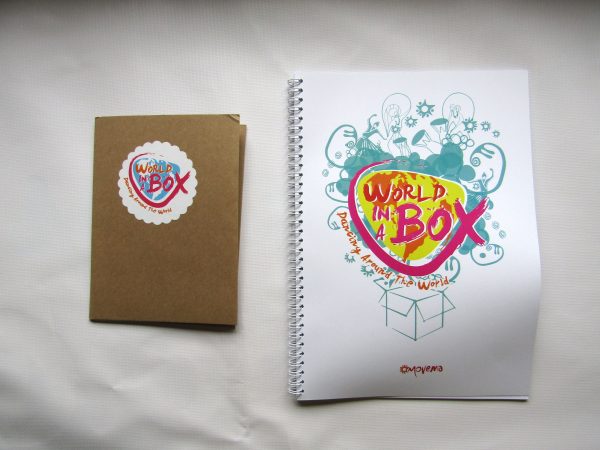 WORLD
IN
A BOX
Dancing Around The World
WORLD
IN
A BOX
Dancing Around The World
movema